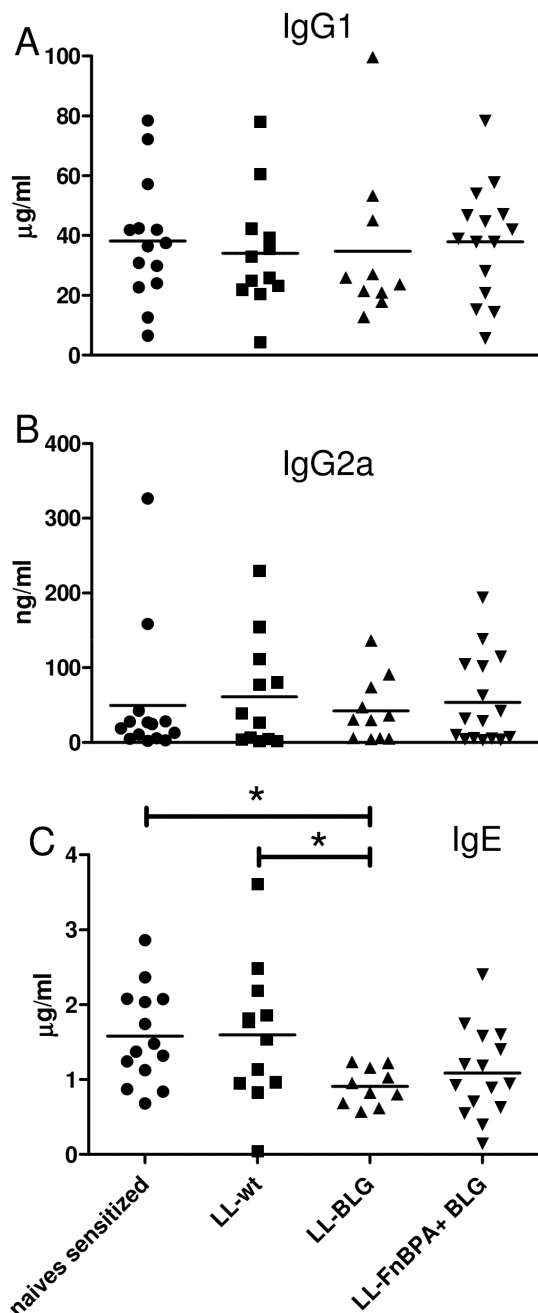 A IgG1
100
80
60
40
20
0
µg/ml
B IgG2a
400
300
200
100
0
ng/ml
*
*
C IgE
4
3
2
1
0
µg/ml
naives sensitized
LL-wt
LL-BLG
LL-FnBPA+ BLG